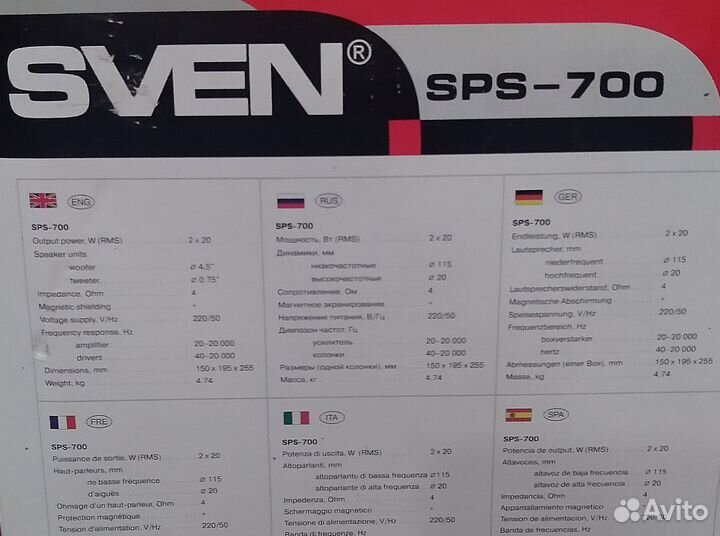 SVEN®
SPS-700
ENG
SPS-700
Output power, W (RMS) 2 x 20
Speaker units
woofer ø 4,5"
tweeter ø 0.75"
Impedance, Ohm 4
Magnetic shielding +
Voltage supply, V/Hz 220/50
Frequency response, Hz
amplifier 20–20 000
drivers 40–20 000
Dimensions, mm 150 x 195 x 255
Weight, kg 4,74
RUS
SPS-700
Мощность, Вт (RMS) 2 x 20
Динамики, мм
низкочастотные ø 115
высокочастотные ø 20
Сопротивление, Ом 4
Магнитное экранирование +
Напряжение питания, В/Гц 220/50
Диапазон частот, Гц
усилитель 20–20 000
колонки 40–20 000
Размеры (одной колонки), мм 150 x 195 x 255
Масса, кг 4,74
GER
SPS-700
Endleistung, W (RMS) 2 x 20
Lautsprecher, mm
niederfrequent ø 115
hochfrequent ø 20
Lautsprecherswiderstand, Ohm 4
Magnetische Abschirmung +
Speisespannung, V/Hz 220/50
Frequenzbereich, Hz
boxverstarker 20–20 000
hertz 40–20 000
Abmessungen (einer Box), mm 150 x 195 x 255
Masse, kg 4,74
FRE
SPS-700
Puissance de sortie, W (RMS) 2 x 20
Haut-parleurs, mm
de basse fréquence ø 115
d'aiguës ø 20
Ohmage d'un haut-parleur, Ohm 4
Protection magnétique +
Tension d'alimentation, V/Hz 220/50
ITA
SPS-700
Potenza di uscita, W (RMS) 2 x 20
Altoparlanti, mm
altoparlante di bassa frequenza ø 115
altoparlante di alta frequenza ø 20
Impedenza, Ohm 4
Schermaggio magnetico +
Tensione di alimentazione, V/Hz 220/50
Banda di frequenze, Hz
SPA
SPS-700
Potencia de output, W (RMS) 2 x 20
Altavoces, mm
altavoz de baja frecuencia ø 115
altavoz de alta frecuencia ø 20
Impedancia, Ohm 4
Appantallamiento magnetico +
Tension de alimentacion, V/Hz 220/50
Banda de frecuencias, Hz
Avito